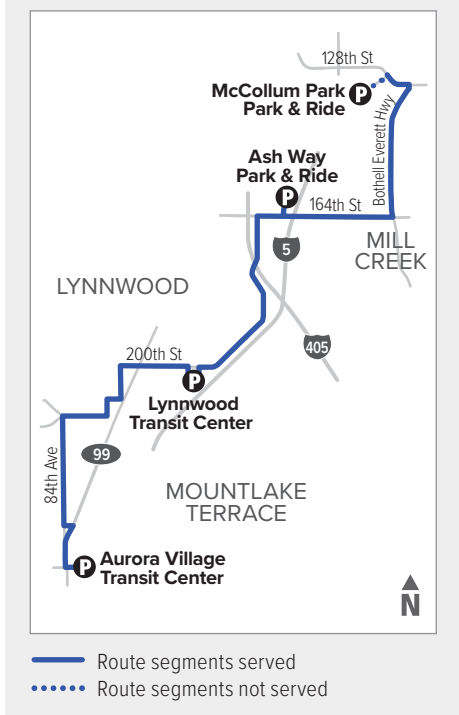 128th St
McCollum Park
Park & Ride
P
Bothell Everett Hwy
Ash Way
Park & Ride
P
164th St
5
MILL
CREEK
LYNNWOOD
405
200th St
P
Lynnwood
Transit Center
84th Ave
99
MOUNTLAKE
TERRACE
P
Aurora Village
Transit Center
N
Route segments served
Route segments not served